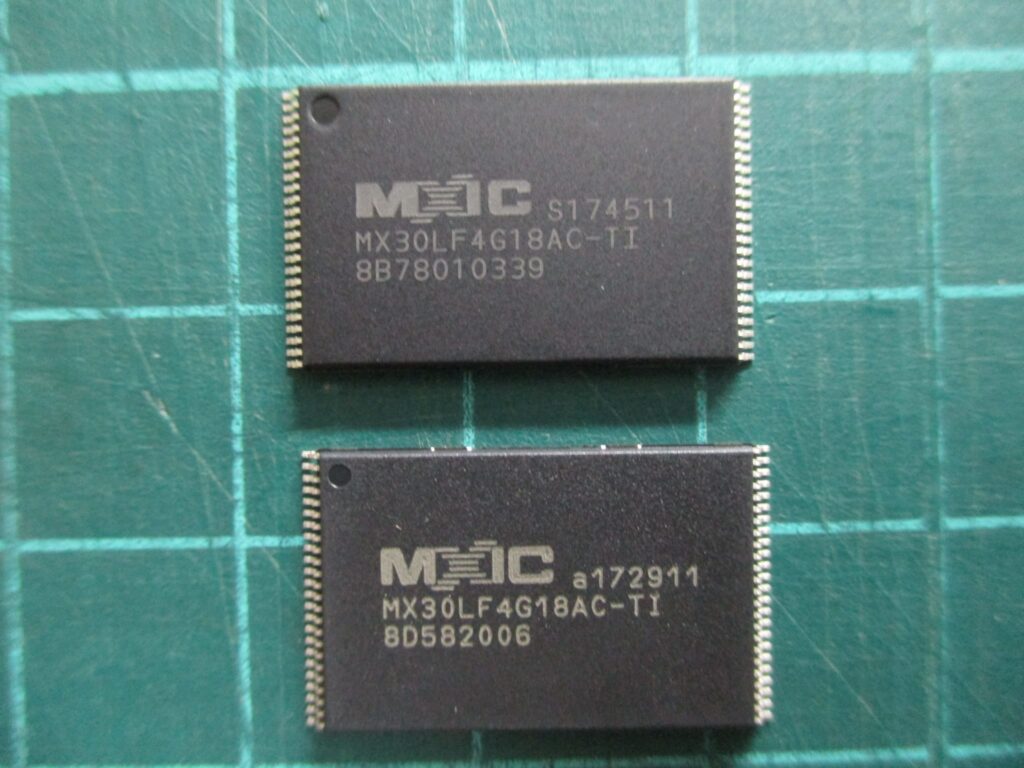 MXIC S174511
MX30LF4G18AC-TI
8B78010339
MXIC a172911
MX30LF4G18AC-TI
8D582006